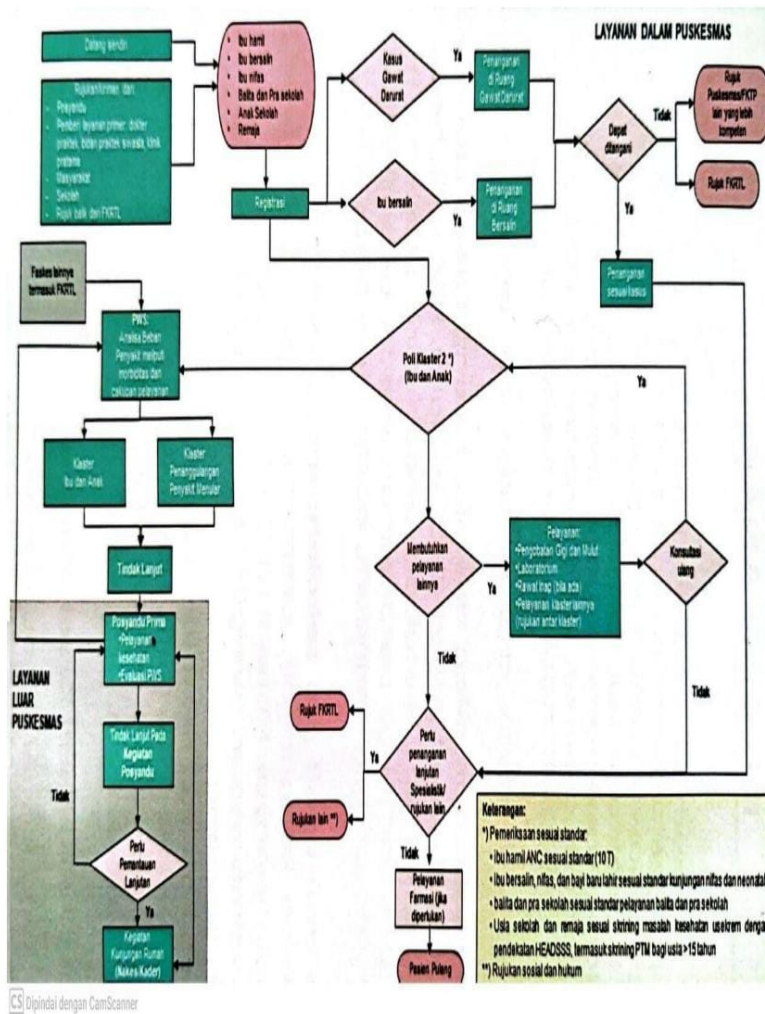 LAYANAN DALAM PUSKESMAS
Datang sendiri
Rujukan/kiriman dari:
- Posyandu
- Pemberi layanan primer: dokter
praktek, bidan praktek swasta, klinik
pratama
- Masyarakat
- Sekolah
- Rujuk balik dari FKRTL
• Ibu hamil
• Ibu bersalin
• Ibu nifas
• Balita dan Pra sekolah
• Anak Sekolah
• Remaja
Registrasi
Kasus
Gawat
Darurat
Ya
Penanganan
di Ruang
Gawat Darurat
Ibu bersalin
Ya
Penanganan
di Ruang
Bersalin
Dapat
ditangani
Tidak
Rujuk
Puskesmas/FKTP
lain yang lebih
kompeten
Rujuk FKRTL
Ya
Penanganan
sesuai kasus
Faskes lainnya
termasuk FKRTL
PWS:
Analisa Beban
Penyakit meliputi
morbiditas dan
cakupan pelayanan
Poli Klaster 2 *)
(Ibu dan Anak)
Ya
Klaster
Ibu dan Anak
Klaster
Penanggulangan
Penyakit Menular
Tindak Lanjut
Membutuhkan
pelayanan
lainnya
Ya
Pelayanan:
•Pengobatan Gigi dan Mulut
•Laboratorium
•Rawat Inap (bila ada)
•Pelayanan klaster lainnya
(rujukan antar klaster)
Konsultasi
ulang
Tidak
Tidak
LAYANAN
LUAR
PUSKESMAS
Posyandu Prima
•Pelayanan
kesehatan
•Evaluasi PWS
Tindak Lanjut Pada
Kegiatan
Posyandu
Tidak
Perlu
Pemantauan
Lanjutan
Ya
Kegiatan
Kunjungan Rumah
(Nakes/Kader)
Rujuk FKRTL
Rujukan lain **)
Ya
Perlu
penanganan
lanjutan
Spesialistik/
rujukan lain
Tidak
Pelayanan
Farmasi (jika
diperlukan)
Pasien Pulang
Keterangan:
*) Pemeriksaan sesuai standar:
• ibu hamil ANC sesuai standar (10 T)
• Ibu bersalin, nifas, dan bayi baru lahir sesuai standar kunjungan nifas dan neonatal
• balita dan pra sekolah sesuai standar pelayanan balita dan pra sekolah
• Usia sekolah dan remaja sesuai skrining masalah kesehatan usekrem denga
pendekatan HEADSSS, termasuk skrining PTM bagi usia >15 tahun
**) Rujukan sosial dan hukum
CS Dipindai dengan CamScanner